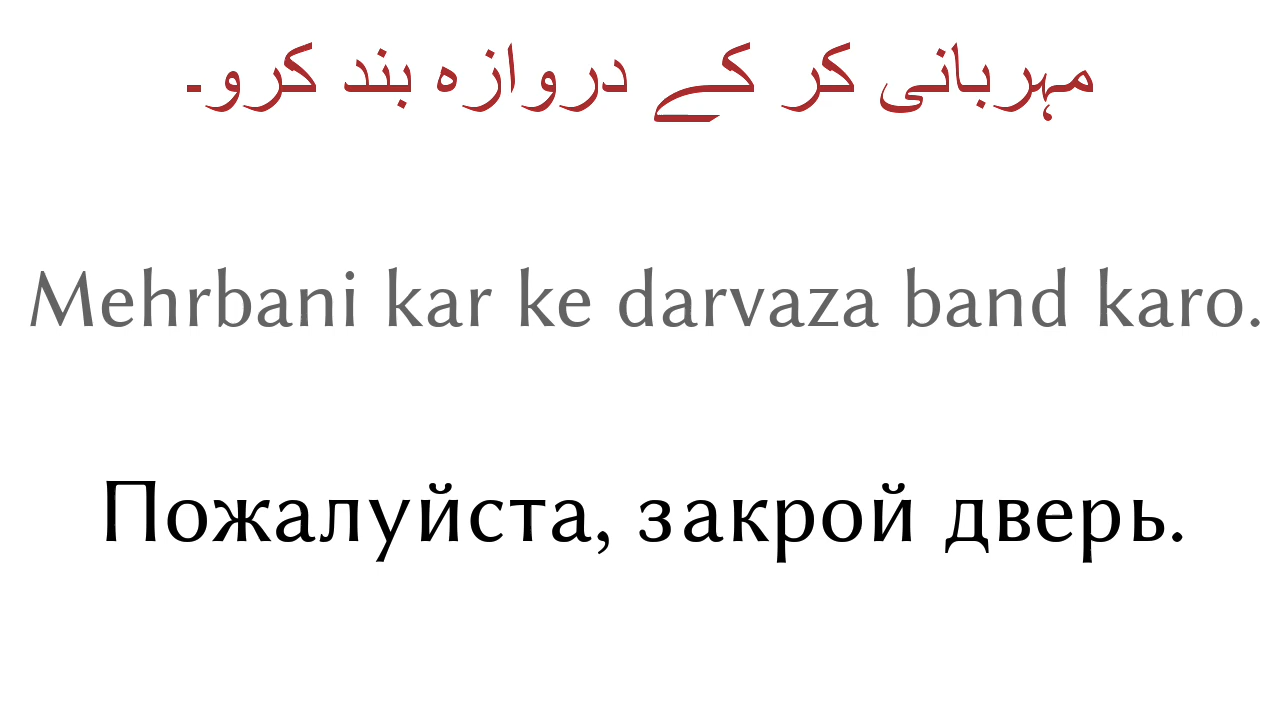 مہربانی کر کے دروازہ بند کرو۔
Mehrbani kar ke darvaza band karo.
Пожалуйста, закрой дверь.